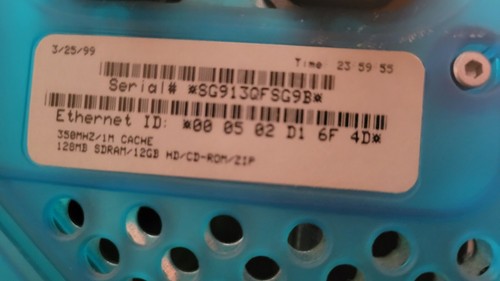 3/25/99 Time: 23:59:55
Serial# *SG913QFSG9B*
Ethernet ID: *00 05 02 D1 6F 4D*
350MHZ/1M CACHE
128MB SDRAM/12GB HD/CD-ROM/ZIP